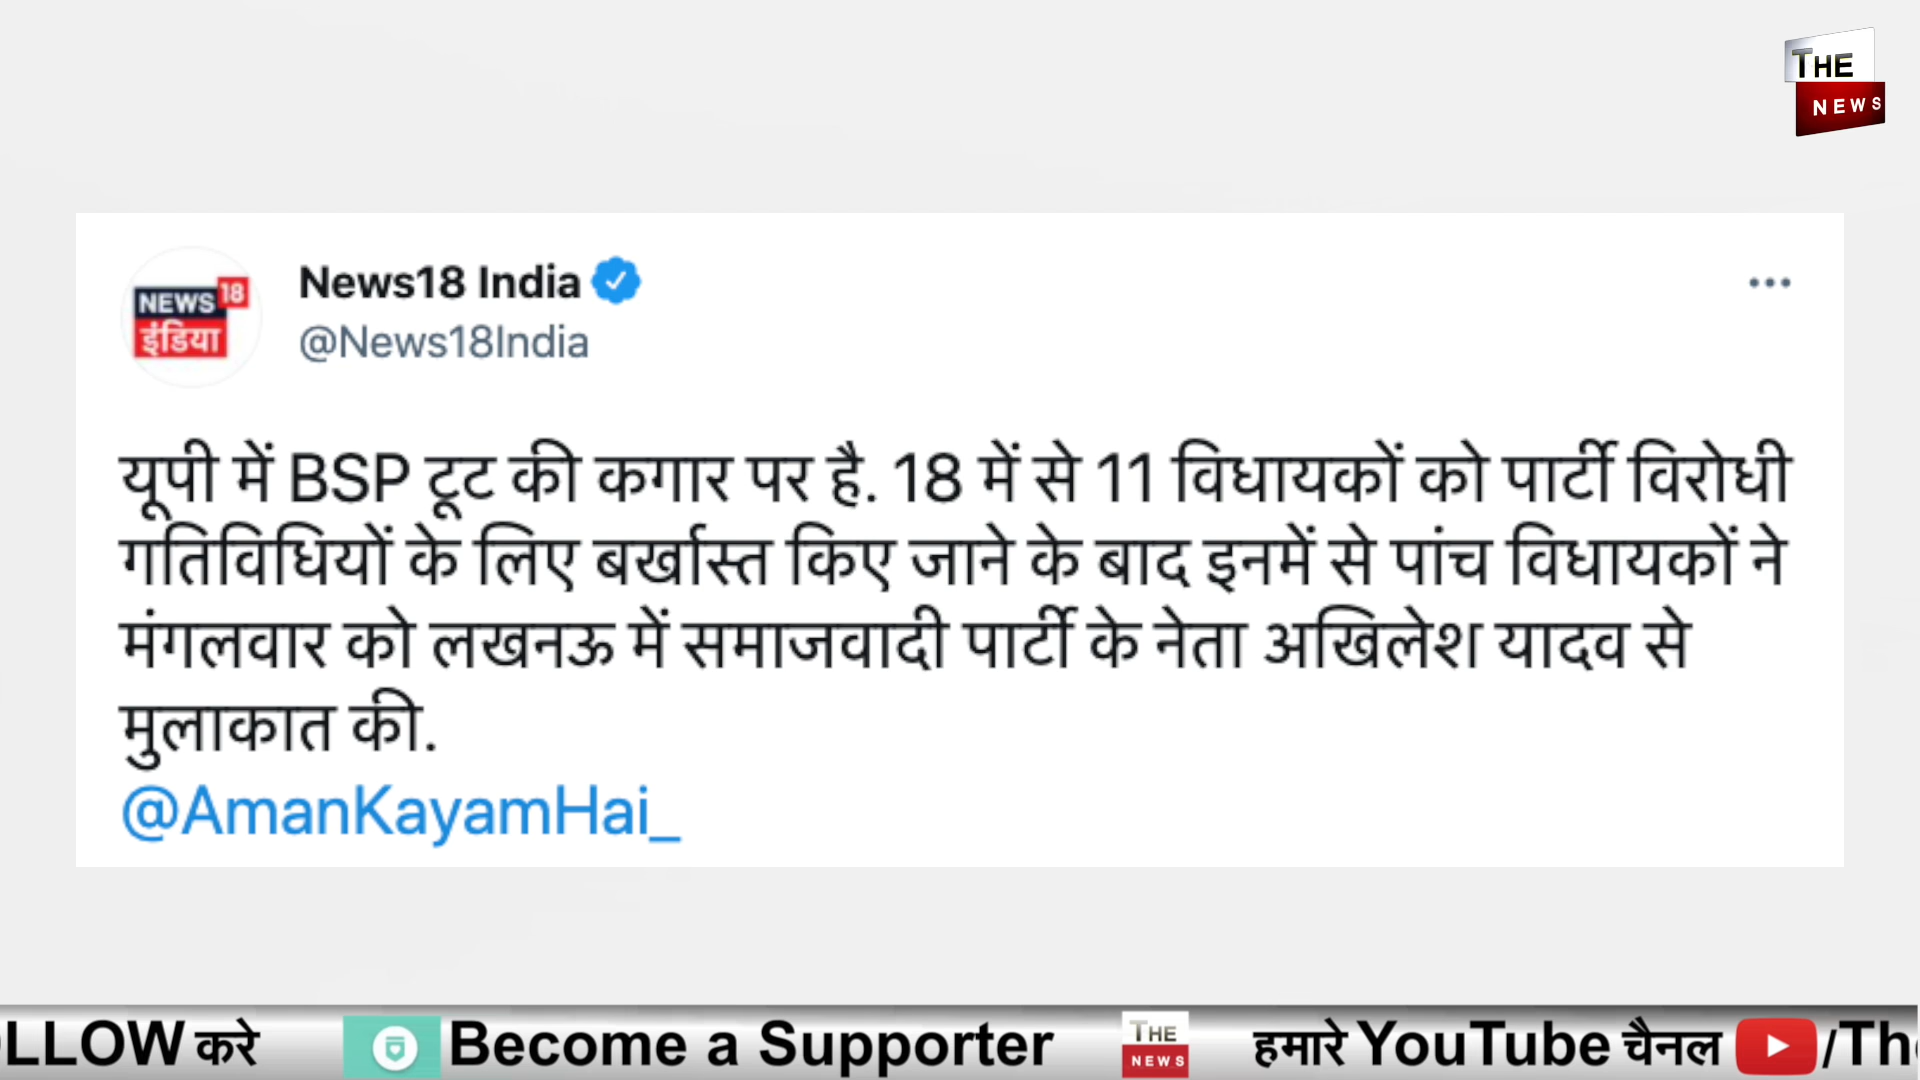 THE
NEWS
NEWS 18
इंडिया
News18 India
@News18India
यूपी में BSP टूट की कगार पर है. 18 में से 11 विधायकों को पार्टी विरोधी
गतिविधियों के लिए बर्खास्त किए जाने के बाद इनमें से पांच विधायकों ने
मंगलवार को लखनऊ में समाजवादी पार्टी के नेता अखिलेश यादव से
मुलाकात की.
@AmanKayamHai_
LLOW करे Become a Supporter THE NEWS हमारे YouTube चैनल /Th